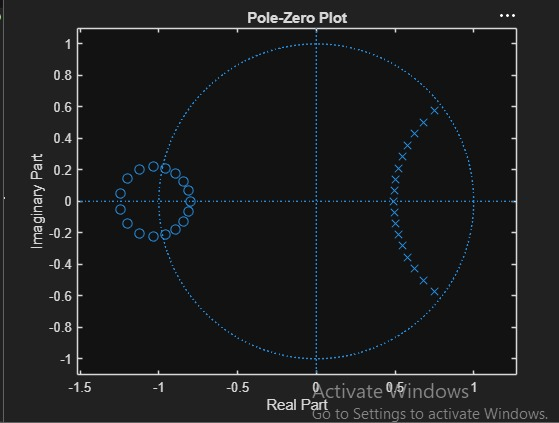 Pole-Zero Plot
...
1
0.8
0.6
0.4
0.2
0
-0.2
-0.4
-0.6
-0.8
-1
Imaginary Part
-1.5 -1 -0.5 0 0.5 1
Real Part
Activate Windows
Go to Settings to activate Windows.